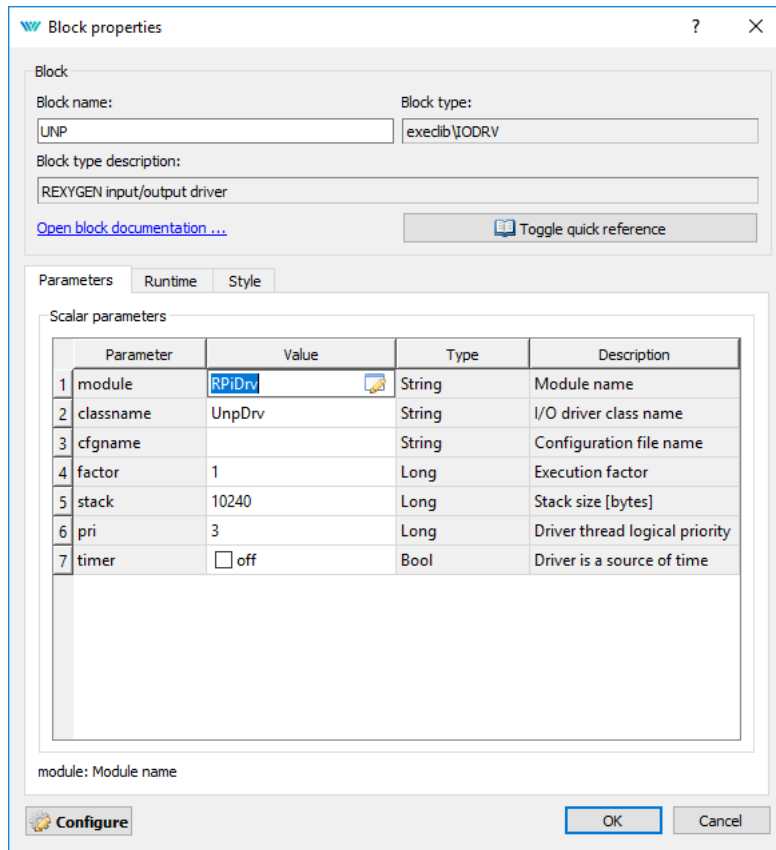 Block properties
?
Block
Block name:
Block type:
UNP
execlib\IODRV
Block type description:
REXYGEN input/output driver
Open block documentation ...
Toggle quick reference
Parameters Runtime Style
Scalar parameters
Parameter Value Type Description
1 module RPiDrv String Module name
2 classname UnpDrv String I/O driver class name
3 cfgname String Configuration file name
4 factor 1 Long Execution factor
5 stack 10240 Long Stack size [bytes]
6 pri 3 Long Driver thread logical priority
7 timer off Bool Driver is a source of time
module: Module name
Configure
OK
Cancel